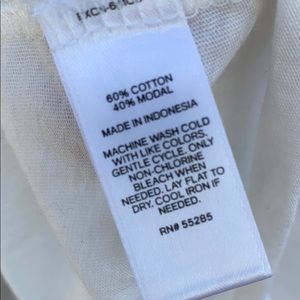 60% COTTON
40% MODAL
MADE IN INDONESIA
MACHINE WASH COLD
WITH LIKE COLORS,
GENTLE CYCLE. ONLY
NON-CHLORINE
BLEACH WHEN
NEEDED. LAY FLAT TO
DRY. COOL IRON IF
NEEDED.
RN# 55285